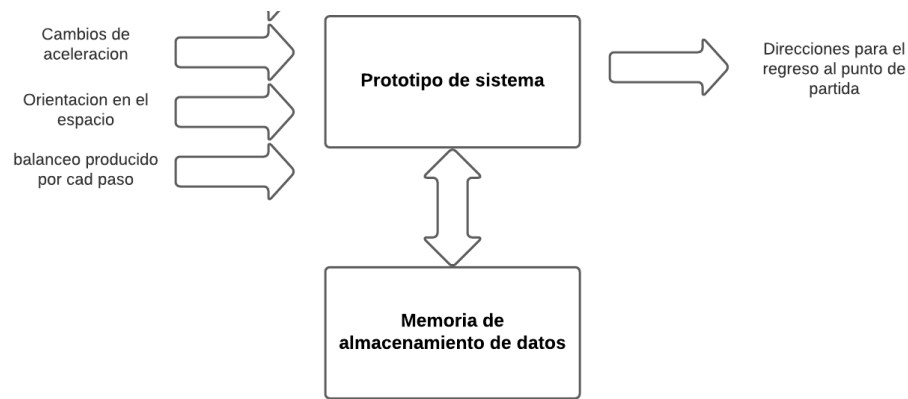 Cambios de
aceleracion
Orientacion en el
espacio
balanceo producido
por cad paso
Prototipo de sistema
Direcciones para el
regreso al punto de
partida
Memoria de
almacenamiento de datos